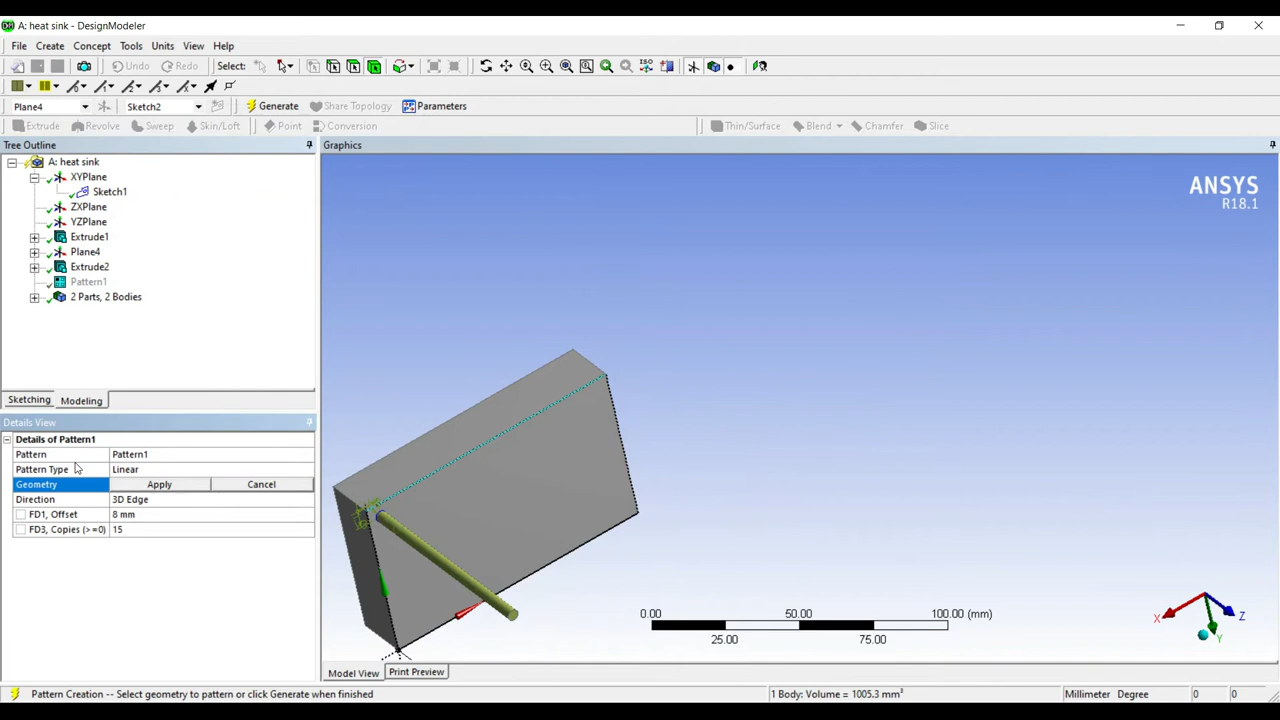 A: heat sink - DesignModeler
File Create Concept Tools Units View Help
Undo Redo Select:
Plane4 Sketch2 Generate Share Topology Parameters
Extrude Revolve Sweep Skin/Loft Point Conversion Thin/Surface Blend Chamfer Slice
Tree Outline
A: heat sink
XYPlane
Sketch1
ZXPlane
YZPlane
Extrude1
Plane4
Extrude2
Pattern1
2 Parts, 2 Bodies
Sketching Modeling
Details View
Details of Pattern1
Pattern Pattern1
Pattern Type Linear
Geometry Apply Cancel
Direction 3D Edge
FD1, Offset 8 mm
FD3, Copies (>=0) 15
Graphics
ANSYS
R18.1
0.00 50.00 100.00 (mm)
25.00 75.00
X Z
Y
Model View Print Preview
Pattern Creation -- Select geometry to pattern or click Generate when finished 1 Body: Volume = 1005.3 mm³ Millimeter Degree 0 0